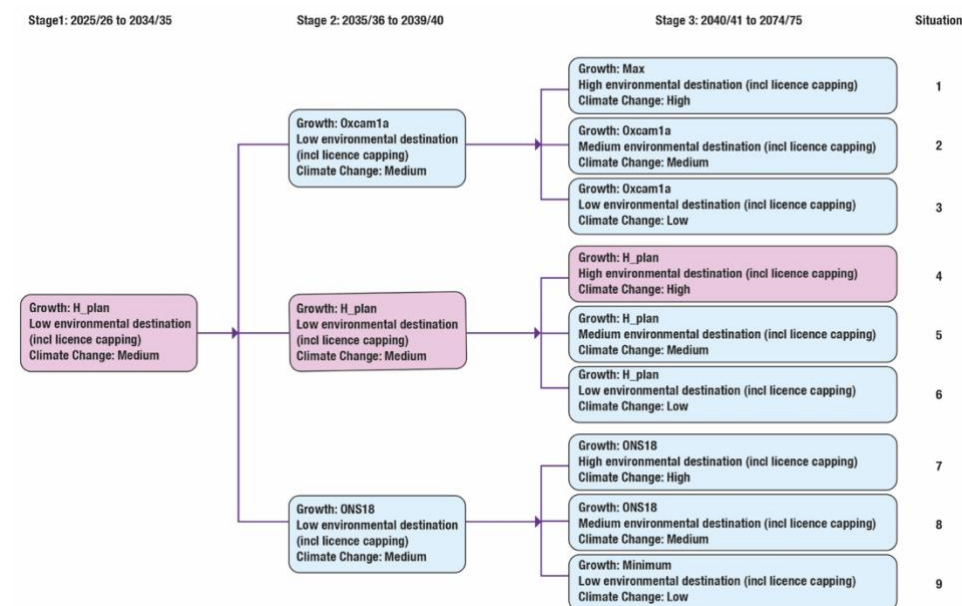 Stage1: 2025/26 to 2034/35
Stage 2: 2035/36 to 2039/40
Stage 3: 2040/41 to 2074/75
Situation
Growth: H_plan
Low environmental destination
(incl licence capping)
Climate Change: Medium
Growth: Oxcam1a
Low environmental destination
(incl licence capping)
Climate Change: Medium
Growth: H_plan
Low environmental destination
(incl licence capping)
Climate Change: Medium
Growth: ONS18
Low environmental destination
(incl licence capping)
Climate Change: Medium
Growth: Max
High environmental destination (incl licence capping)
Climate Change: High
1
Growth: Oxcam1a
Medium environmental destination (incl licence capping)
Climate Change: Medium
2
Growth: Oxcam1a
Low environmental destination (incl licence capping)
Climate Change: Low
3
Growth: H_plan
High environmental destination (incl licence capping)
Climate Change: High
4
Growth: H_plan
Medium environmental destination (incl licence capping)
Climate Change: Medium
5
Growth: H_plan
Low environmental destination (incl licence capping)
Climate Change: Low
6
Growth: ONS18
High environmental destination (incl licence capping)
Climate Change: High
7
Growth: ONS18
Medium environmental destination (incl licence capping)
Climate Change: Medium
8
Growth: Minimum
Low environmental destination (incl licence capping)
Climate Change: Low
9